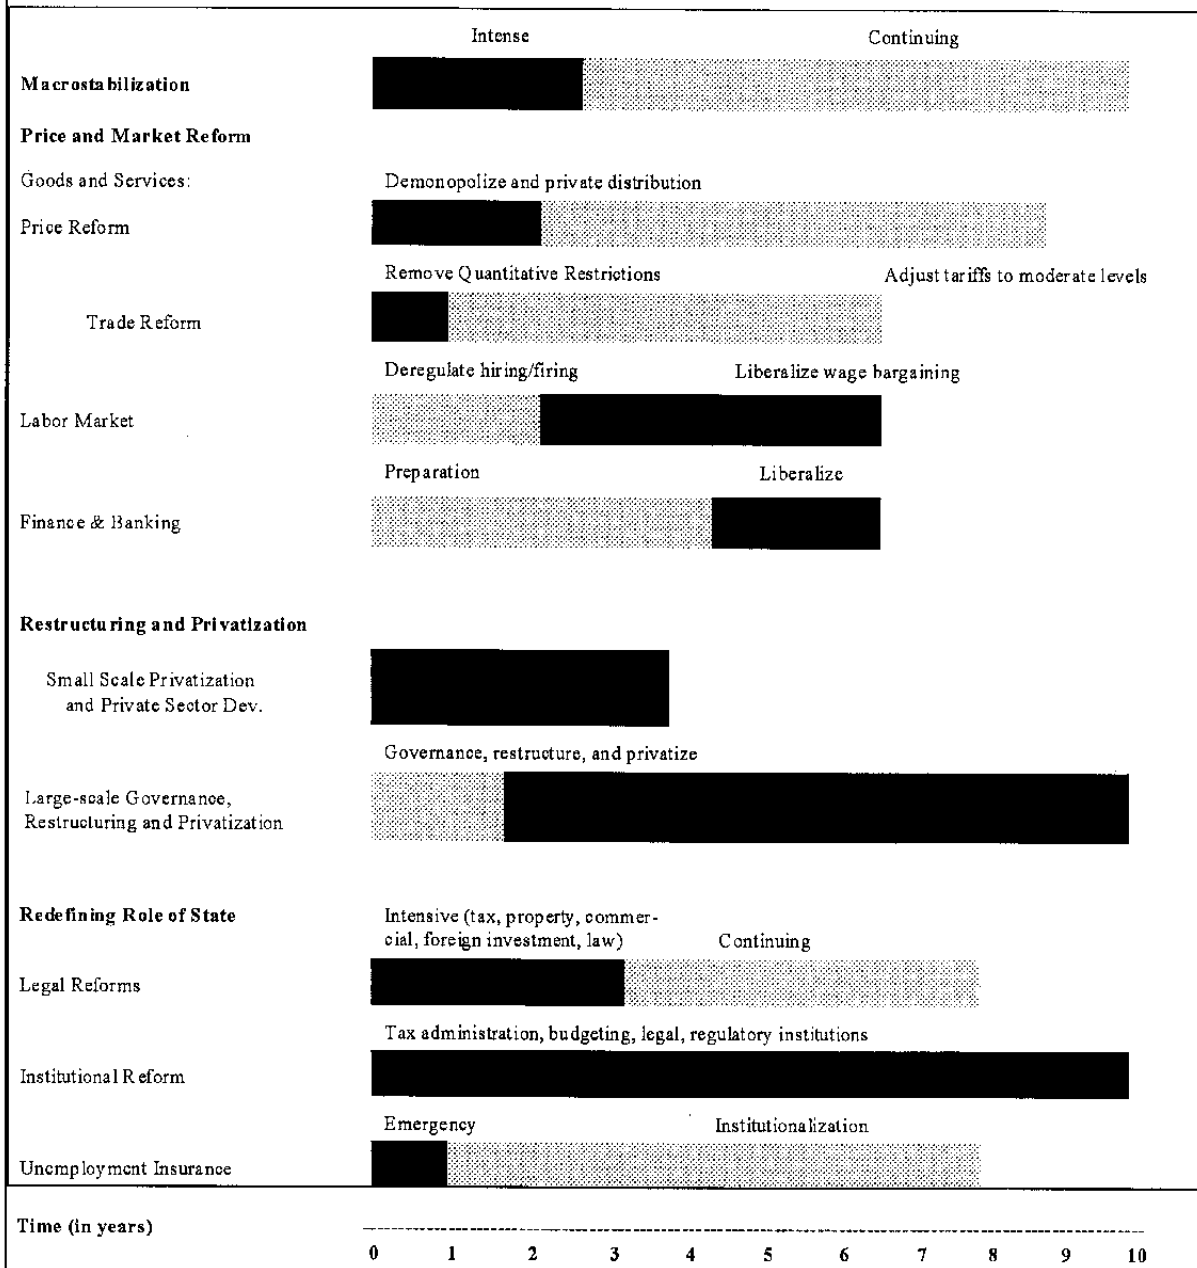 Intense Continuing
Macrostabilization
Price and Market Reform
Goods and Services: Demonopolize and private distribution
Price Reform
Remove Quantitative Restrictions Adjust tariffs to moderate levels
Trade Reform
Deregulate hiring/firing Liberalize wage bargaining
Labor Market
Preparation Liberalize
Finance & Banking
Restructuring and Privatization
Small Scale Privatization
and Private Sector Dev.
Governance, restructure, and privatize
Large-scale Governance,
Restructuring and Privatization
Redefining Role of State Intensive (tax, property, commer-
cial, foreign investment, law) Continuing
Legal Reforms
Tax administration, budgeting, legal, regulatory institutions
Institutional Reform
Emergency Institutionalization
Unemployment Insurance
Time (in years)
0 1 2 3 4 5 6 7 8 9 10